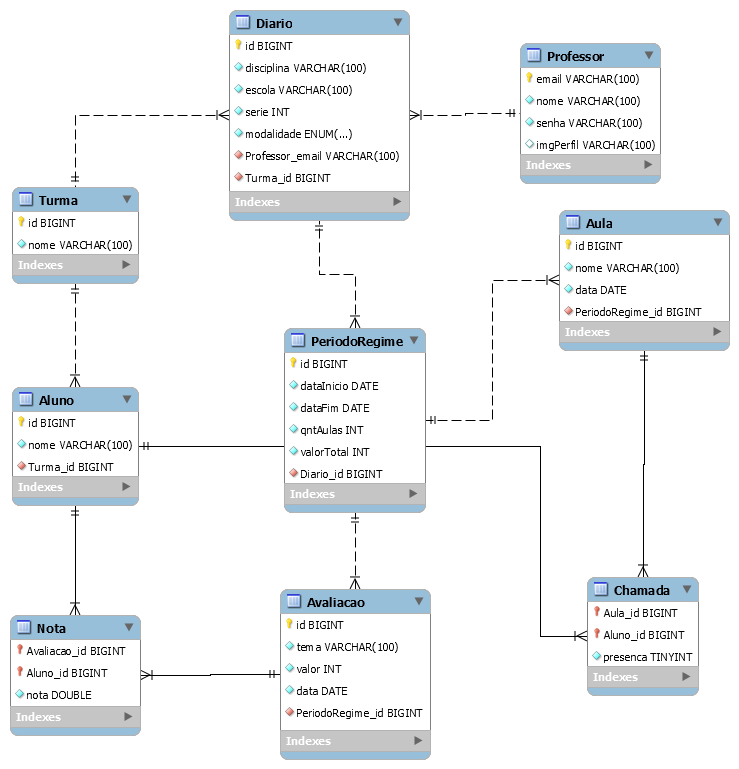 Diario
id BIGINT
disciplina VARCHAR(100)
escola VARCHAR(100)
serie INT
modalidade ENUM(...)
Professor_email VARCHAR(100)
Turma_id BIGINT
Indexes
Professor
email VARCHAR(100)
nome VARCHAR(100)
senha VARCHAR(100)
imgPerfil VARCHAR(100)
Indexes
Turma
id BIGINT
nome VARCHAR(100)
Indexes
Aula
id BIGINT
nome VARCHAR(100)
data DATE
PeriodoRegime_id BIGINT
Indexes
PeriodoRegime
id BIGINT
dataInicio DATE
dataFim DATE
qntAulas INT
valorTotal INT
Diario_id BIGINT
Indexes
Aluno
id BIGINT
nome VARCHAR(100)
Turma_id BIGINT
Indexes
Chamada
Aula_id BIGINT
Aluno_id BIGINT
presenca TINYINT
Indexes
Avaliacao
id BIGINT
tema VARCHAR(100)
valor INT
data DATE
PeriodoRegime_id BIGINT
Indexes
Nota
Avaliacao_id BIGINT
Aluno_id BIGINT
nota DOUBLE
Indexes